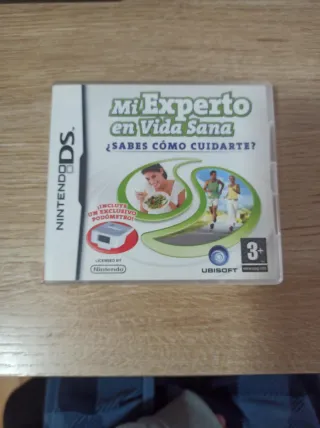 NINTENDO DS
Mi Experto
en Vida Sana
¿SABES CÓMO CUIDARTE?
¡INCLUYE
UN EXCLUSIVO
PODÓMETRO!
LICENSED BY
Nintendo
UBISOFT
3+